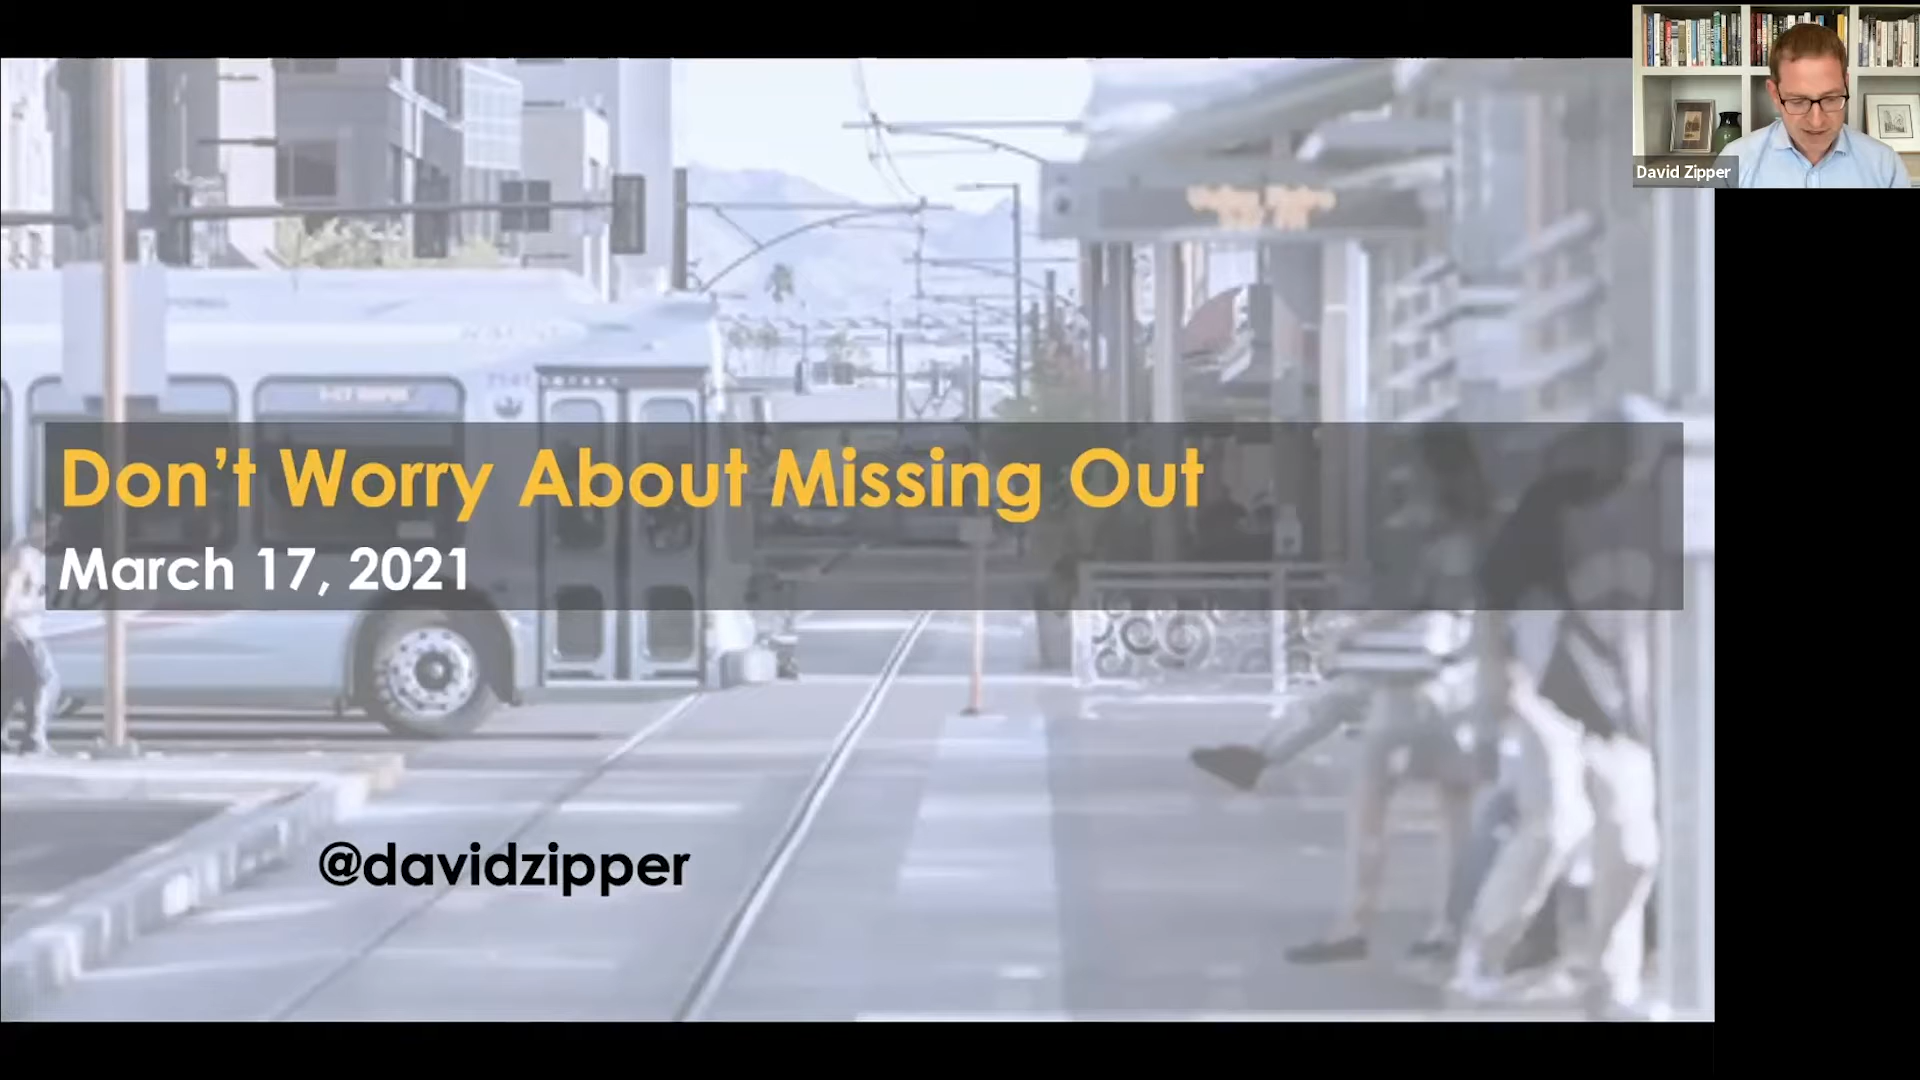 David Zipper
Don't Worry About Missing Out
March 17, 2021
@davidzipper